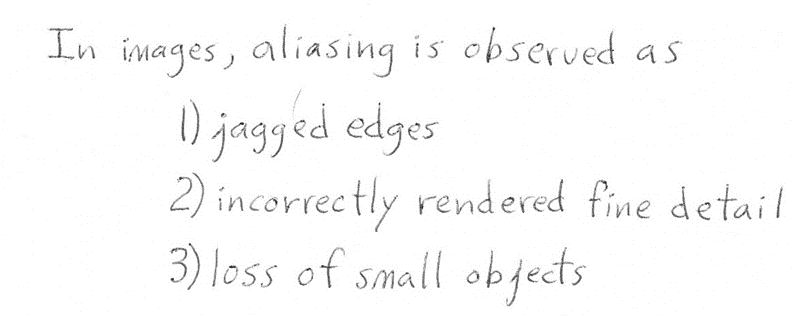 In images, aliasing is observed as
1) jagged edges
2) incorrectly rendered fine detail
3) loss of small objects